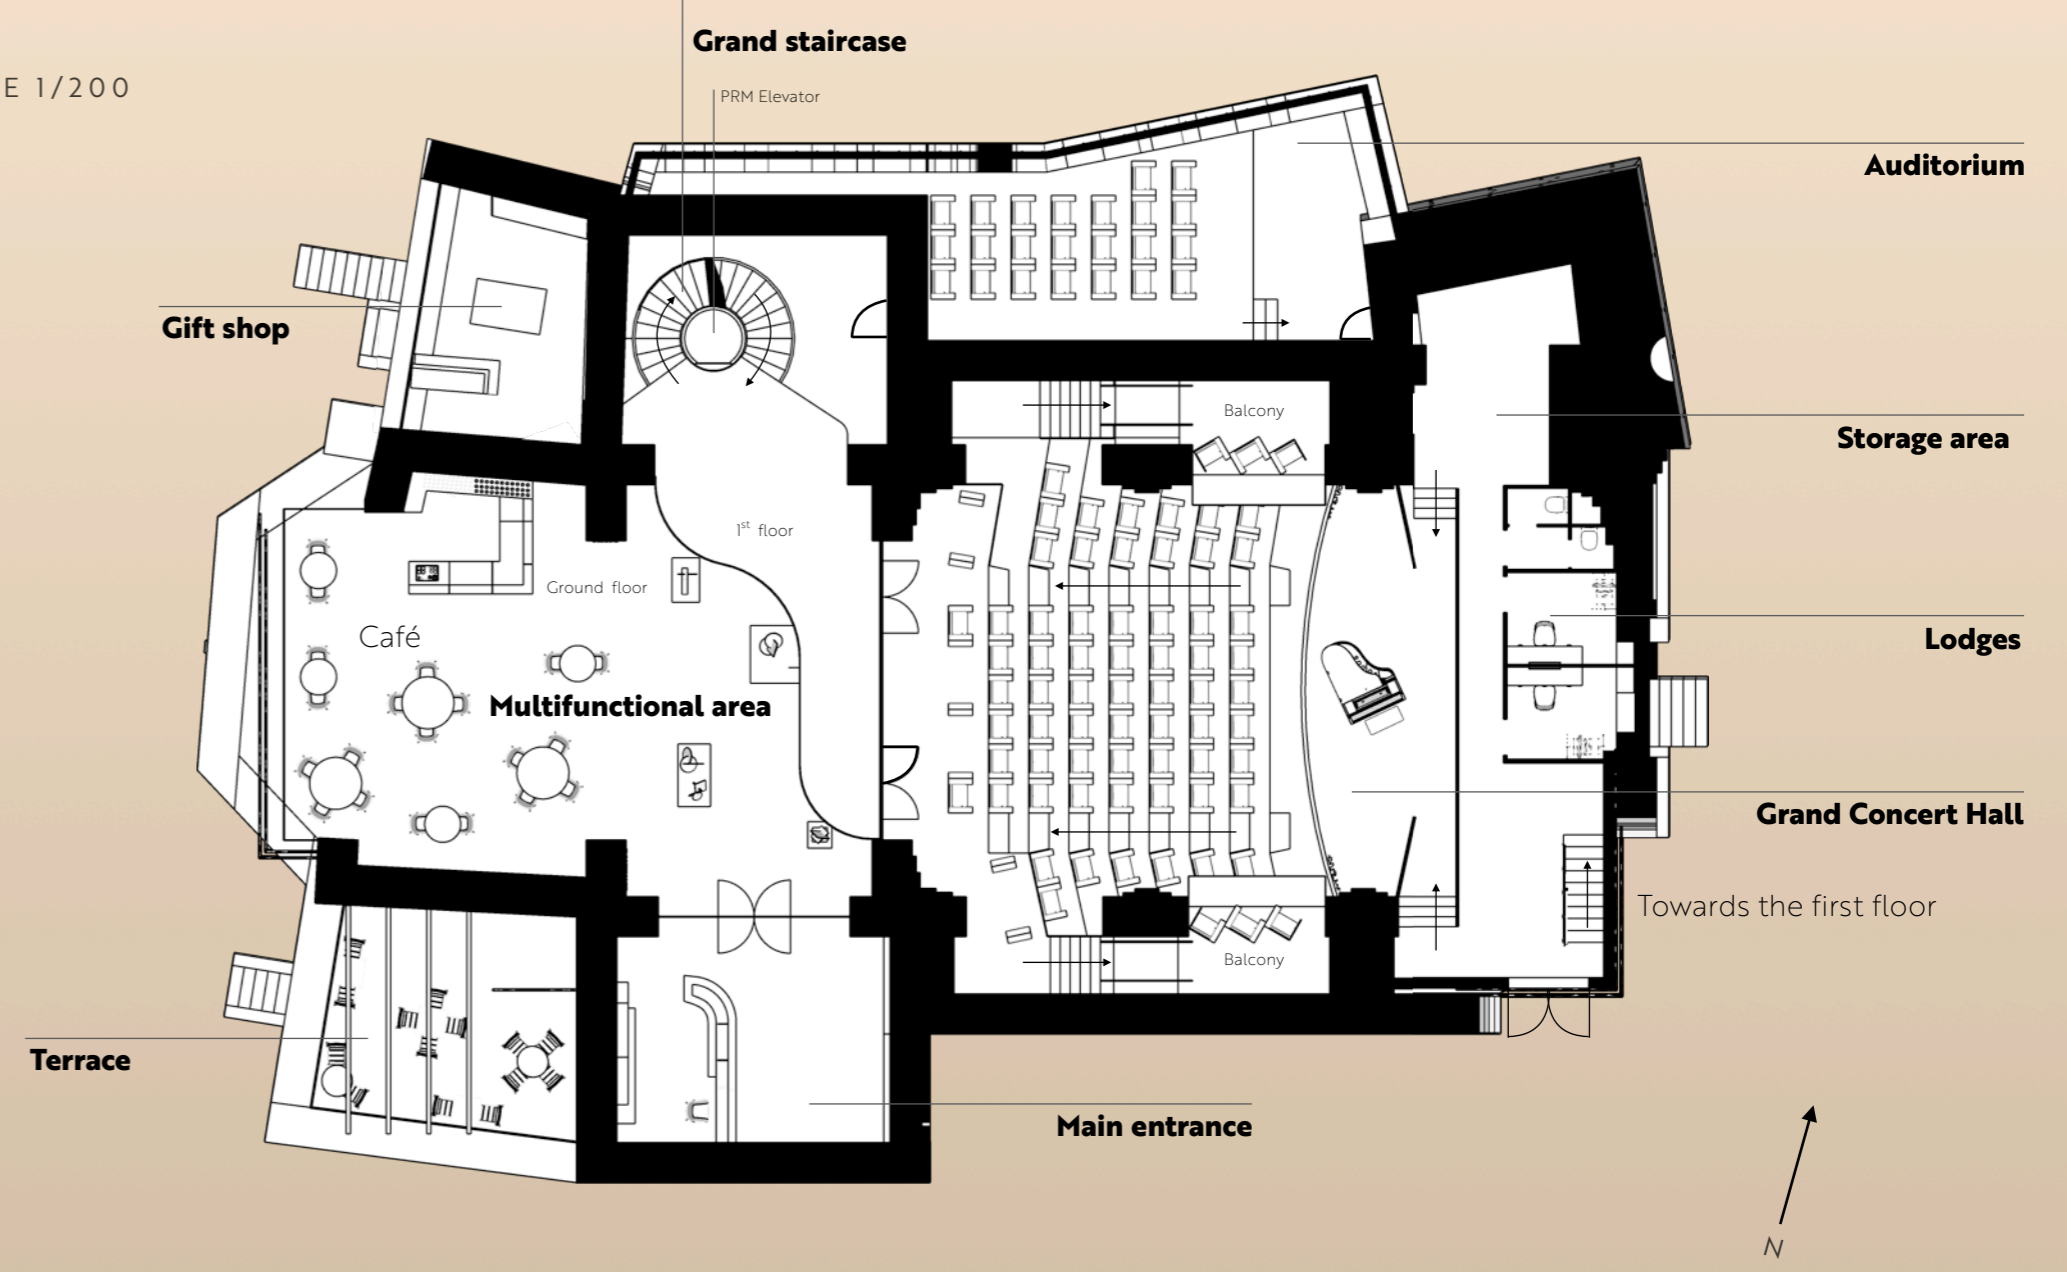 Grand staircase
E 1/200
PRM Elevator
Auditorium
Gift shop
Balcony
Storage area
1st floor
Ground floor
Café
Lodges
Multifunctional area
Grand Concert Hall
Towards the first floor
Balcony
Terrace
Main entrance
N